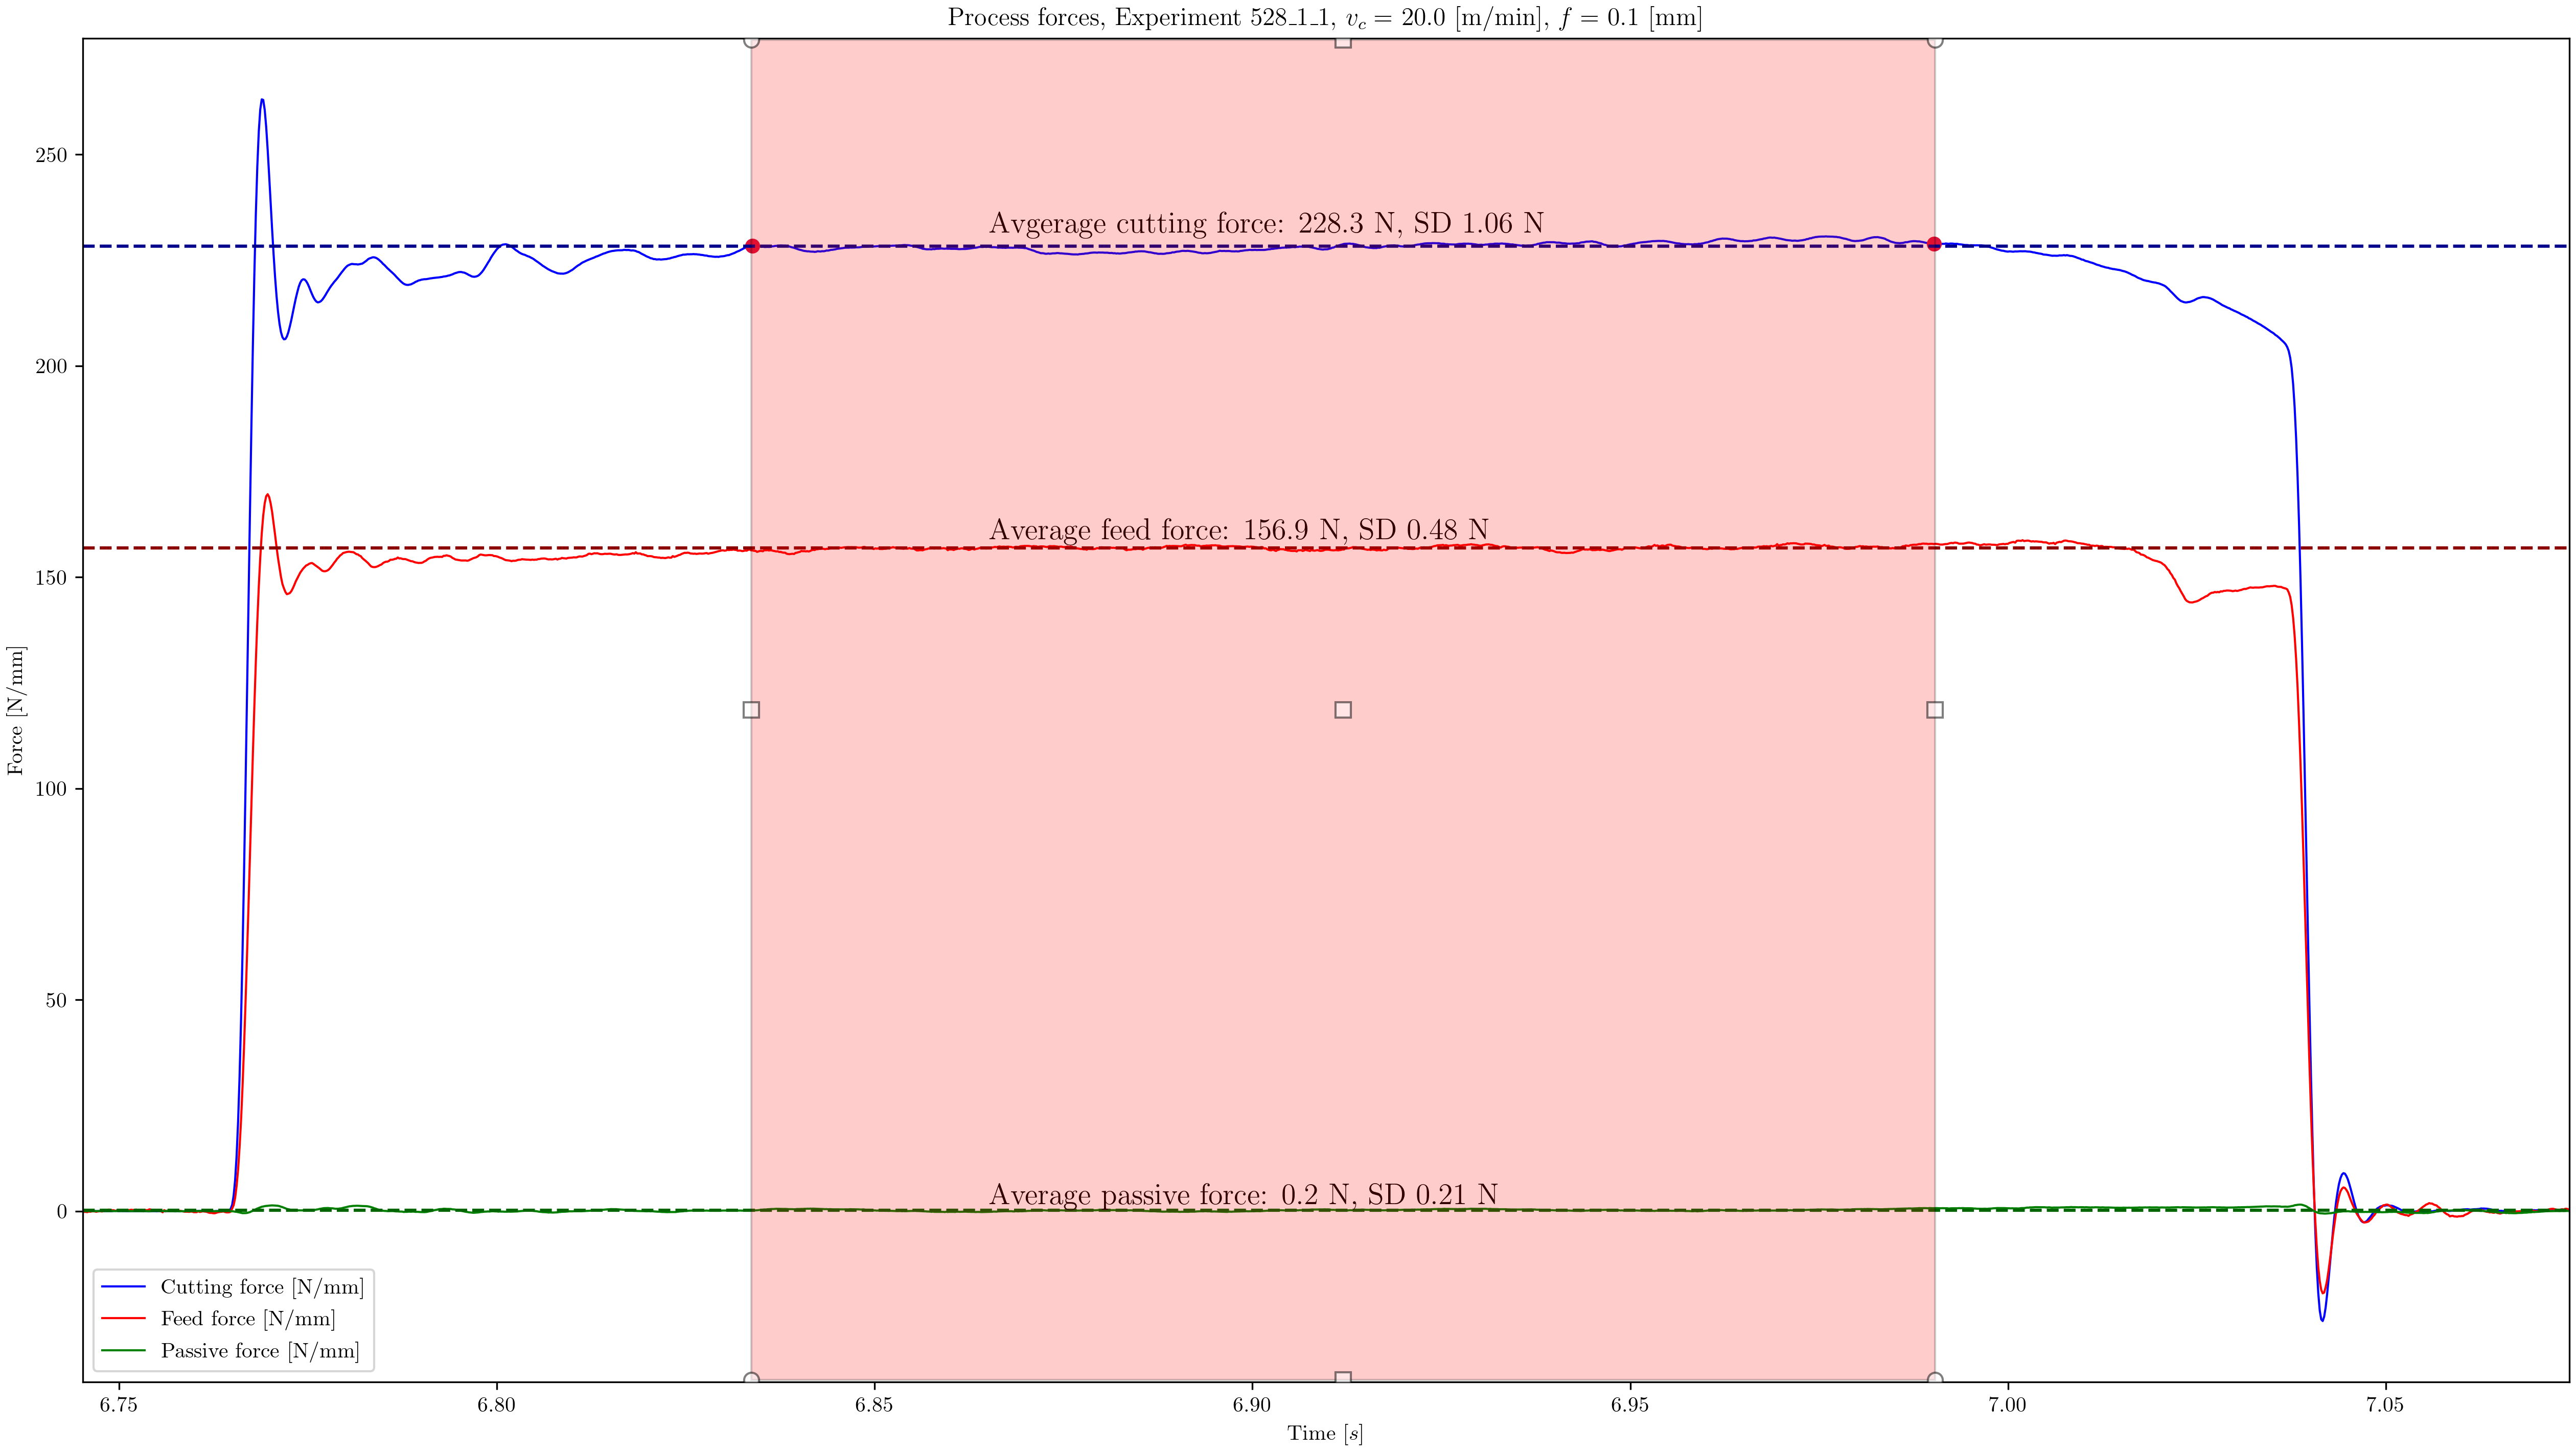 Process forces, Experiment 528_1_1, v_c = 20.0 [m/min], f = 0.1 [mm]
250
Avgerage cutting force: 228.3 N, SD 1.06 N
200
Average feed force: 156.9 N, SD 0.48 N
150
Force [N/mm]
100
50
Average passive force: 0.2 N, SD 0.21 N
0
Cutting force [N/mm]
Feed force [N/mm]
Passive force [N/mm]
6.75 6.80 6.85 6.90 6.95 7.00 7.05
Time [s]